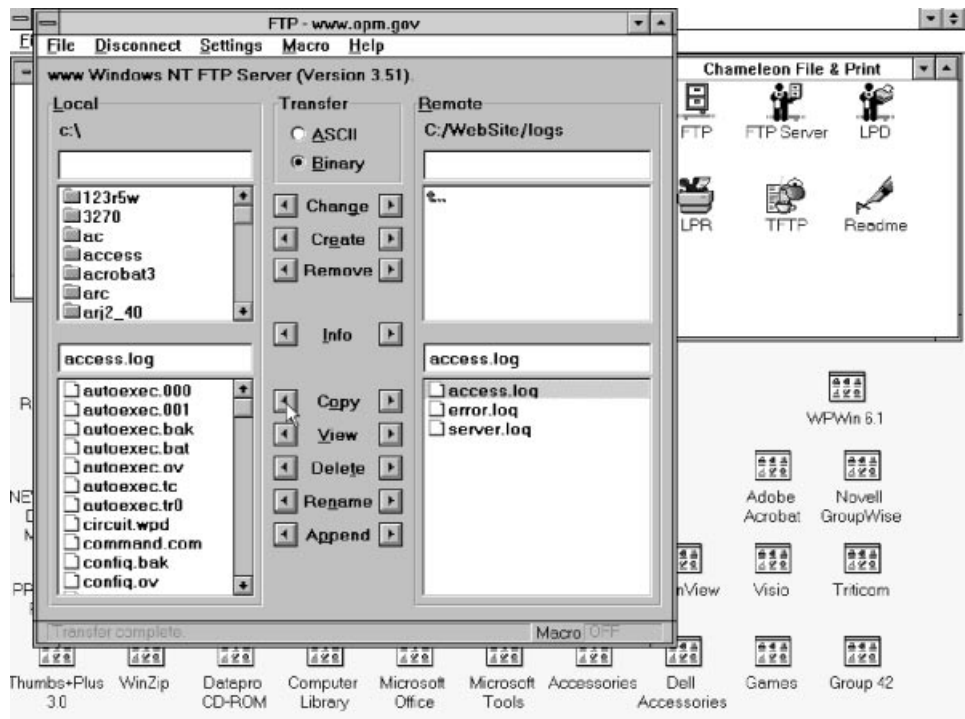 FTP - www.opm.gov
File Disconnect Settings Macro Help
www Windows NT FTP Server (Version 3.51).
Local
c:\
access.log
123r5w
3270
ac
access
acrobat3
arc
arj2_40
autoexec.000
autoexec.001
autoexec.bak
autoexec.bat
autoexec.ov
autoexec.tc
autoexec.tr0
circuit.wpd
command.com
config.bak
config.ov
Transfer
ASCII
Binary
Change
Create
Remove
Info
Copy
View
Delete
Rename
Append
Remote
C:/WebSite/logs
..
access.log
access.log
error.log
server.log
Transfer complete.
Macro OFF
Chameleon File & Print
FTP
FTP Server
LPD
LPR
TFTP
Readme
WPWin 6.1
Adobe Acrobat
Novell GroupWise
Visio
Triticom
Thumbs+Plus 3.0
WinZip
Datapro CD-ROM
Computer Library
Microsoft Office
Microsoft Tools
Accessories
Dell Accessories
Games
Group 42